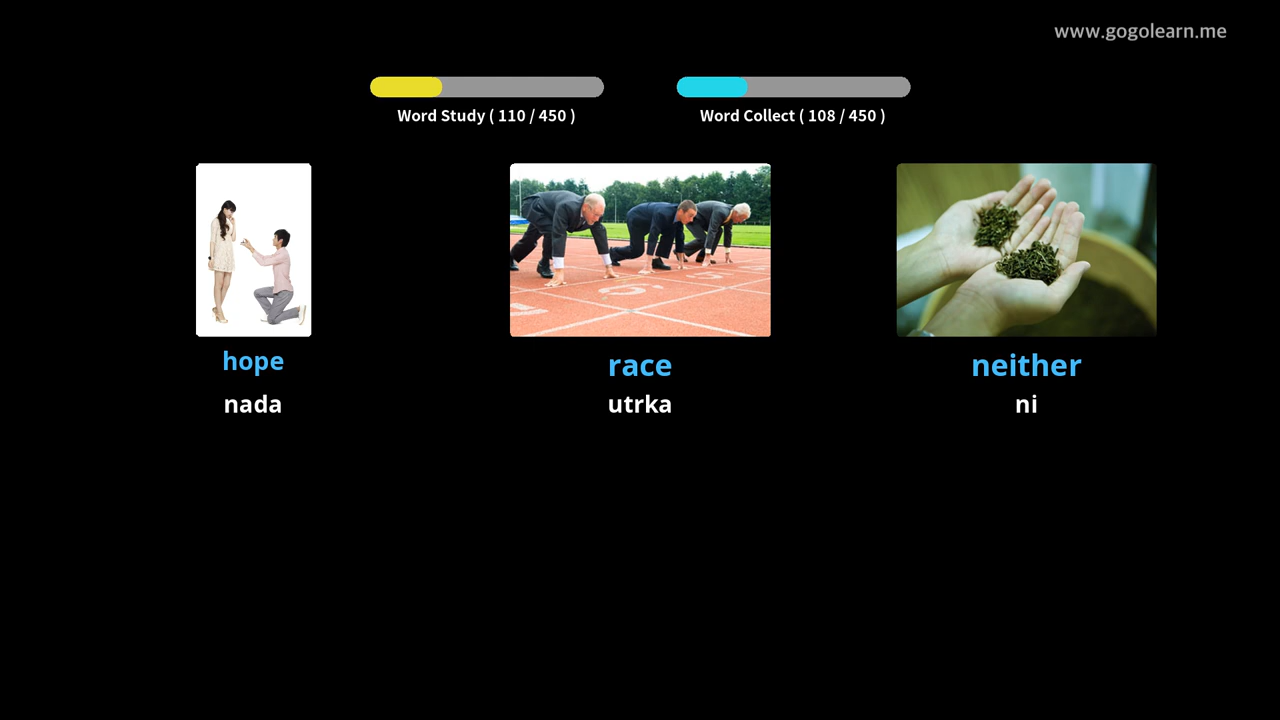 www.gogolearn.me
Word Study ( 110 / 450 )
Word Collect ( 108 / 450 )
hope
race
neither
nada
utrka
ni